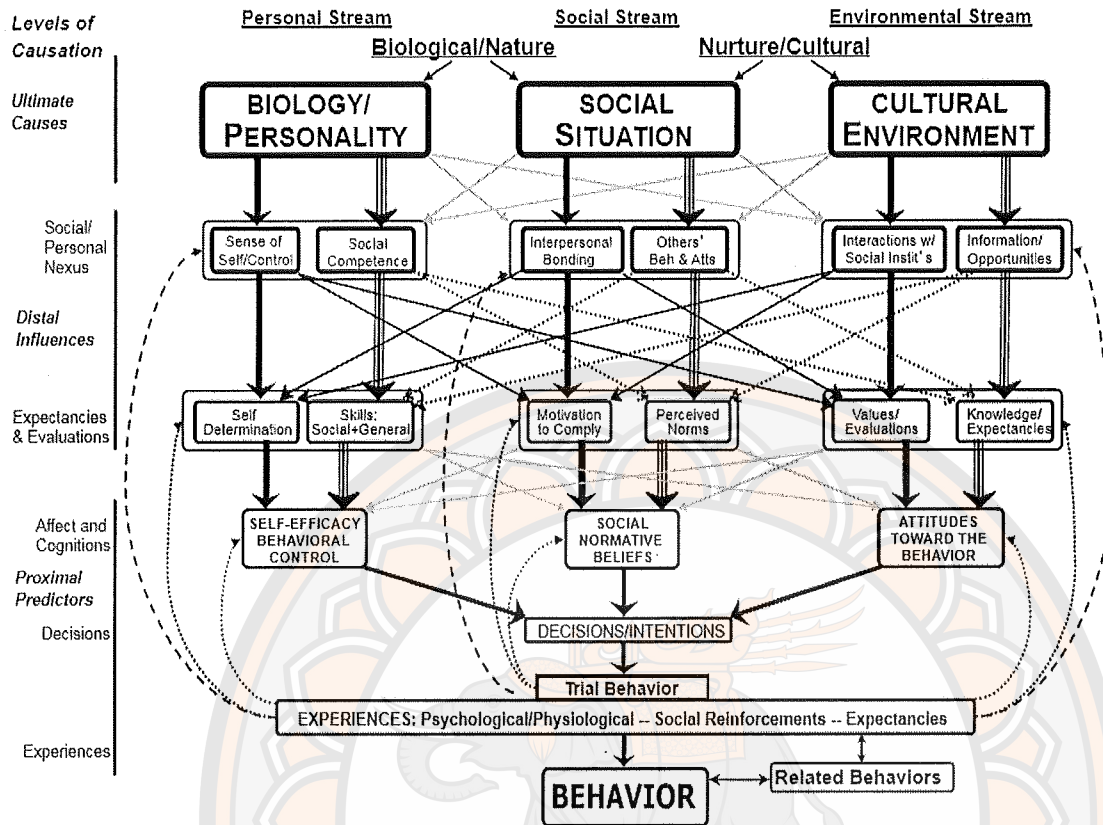 Levels of
Causation
Personal Stream
Social Stream
Environmental Stream
Biological/Nature
Nurture/Cultural
Ultimate
Causes
BIOLOGY/
PERSONALITY
SOCIAL
SITUATION
CULTURAL
ENVIRONMENT
Social/
Personal
Nexus
Sense of
Self/Control
Social
Competence
Interpersonal
Bonding
Others'
Beh & Atts
Interactions w/
Social Instit's
Information/
Opportunities
Distal
Influences
Expectancies
& Evaluations
Self
Determination
Skills:
Social+General
Motivation
to Comply
Perceived
Norms
Values/
Evaluations
Knowledge/
Expectancies
Affect and
Cognitions
SELF-EFFICACY
BEHAVIORAL
CONTROL
SOCIAL
NORMATIVE
BELIEFS
ATTITUDES
TOWARD THE
BEHAVIOR
Proximal
Predictors
Decisions
DECISIONS/INTENTIONS
Trial Behavior
EXPERIENCES: Psychological/Physiological -- Social Reinforcements -- Expectancies
Experiences
Related Behaviors
BEHAVIOR